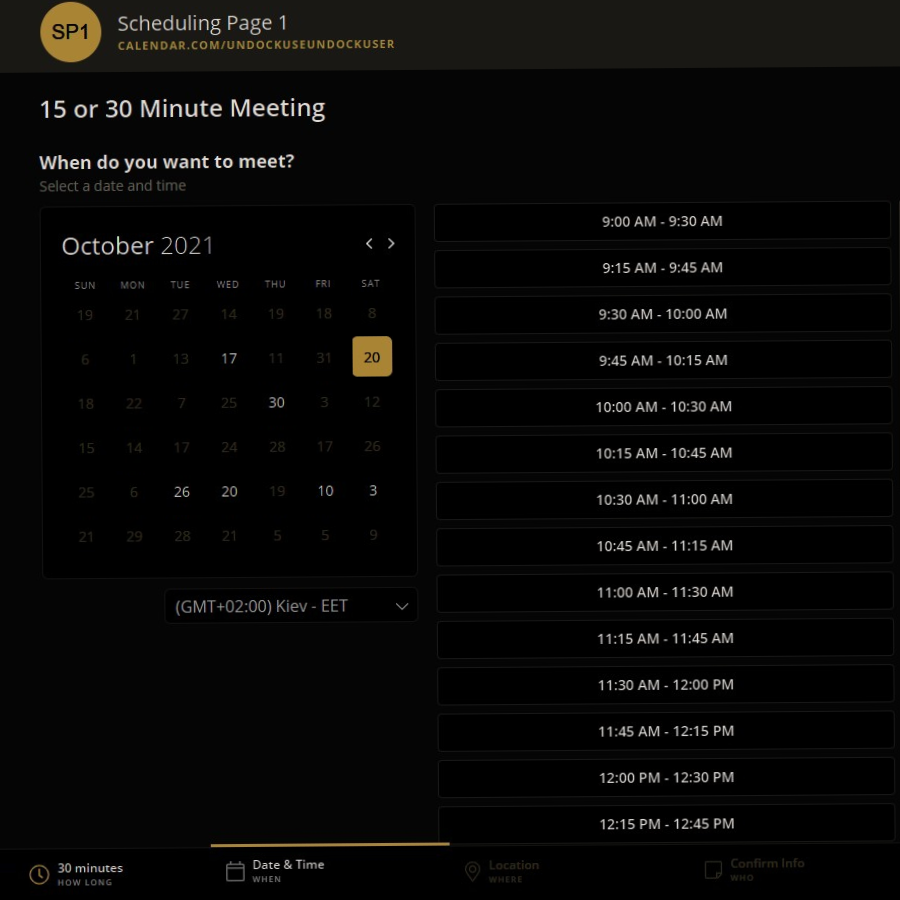 SP1
Scheduling Page 1
CALENDAR.COM/UNDOCKUSEUNDOCKUSER
15 or 30 Minute Meeting
When do you want to meet?
Select a date and time
October 2021
SUN MON TUE WED THU FRI SAT
19 21 27 14 19 18 8
6 1 13 17 11 31 20
18 22 7 25 30 3 12
15 14 17 24 28 17 26
25 6 26 20 19 10 3
21 29 28 21 5 5 9
(GMT+02:00) Kiev - EET
9:00 AM - 9:30 AM
9:15 AM - 9:45 AM
9:30 AM - 10:00 AM
9:45 AM - 10:15 AM
10:00 AM - 10:30 AM
10:15 AM - 10:45 AM
10:30 AM - 11:00 AM
10:45 AM - 11:15 AM
11:00 AM - 11:30 AM
11:15 AM - 11:45 AM
11:30 AM - 12:00 PM
11:45 AM - 12:15 PM
12:00 PM - 12:30 PM
12:15 PM - 12:45 PM
30 minutes
HOW LONG
Date & Time
WHEN
Location
WHERE
Confirm Info
WHO